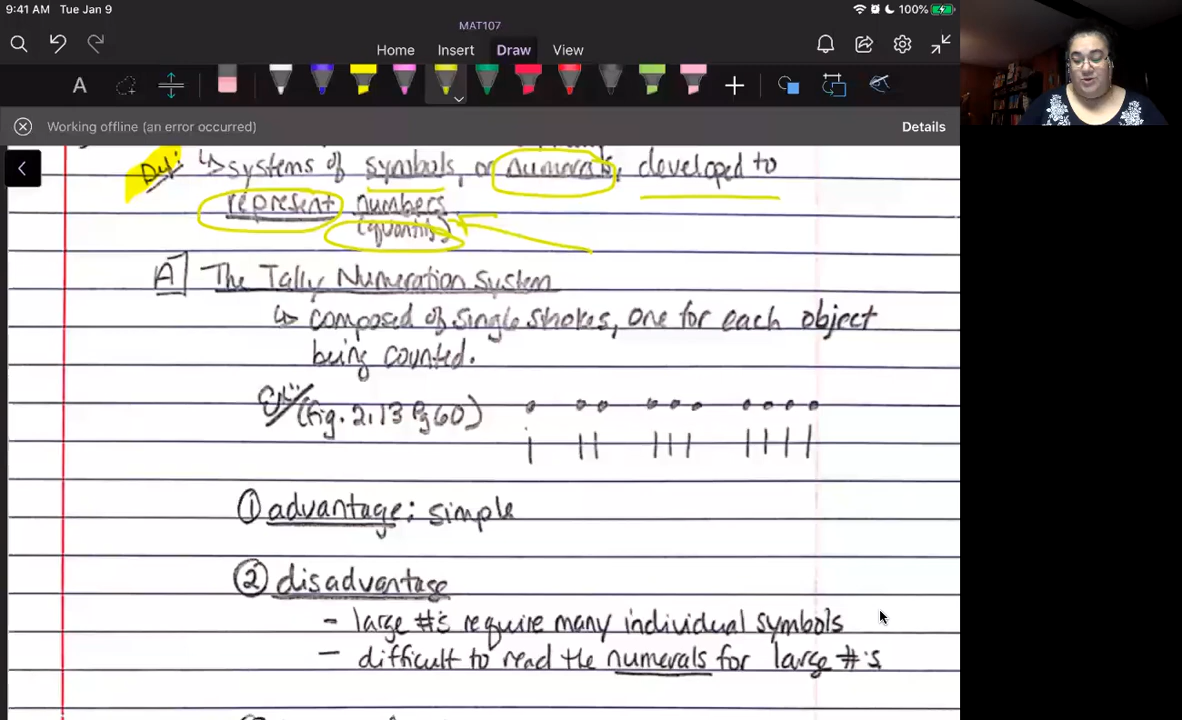 9:41 AM Tue Jan 9
100%
MAT107
Home Insert Draw View
A
Working offline (an error occurred)
Details
Def: ↳ systems of symbols, or numerals, developed to
represent numbers
(quantity)
A The Tally Numeration System
↳ composed of single strokes, one for each object
being counted.
(Fig. 2.13 Pg 60)
| || ||| ||||
① advantage: simple
② disadvantage
- large #'s require many individual symbols
- difficult to read the numerals for large #'s